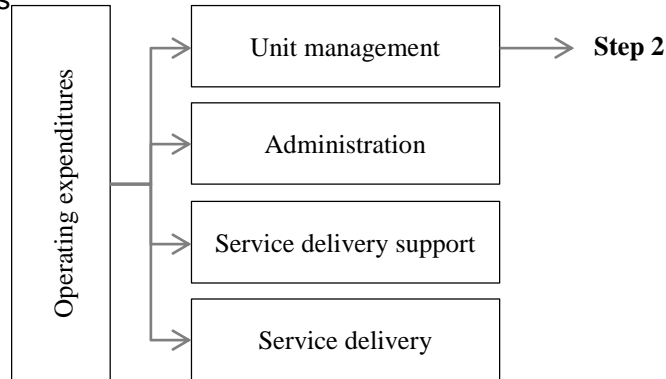 s
Operating expenditures
Unit management
Step 2
Administration
Service delivery support
Service delivery